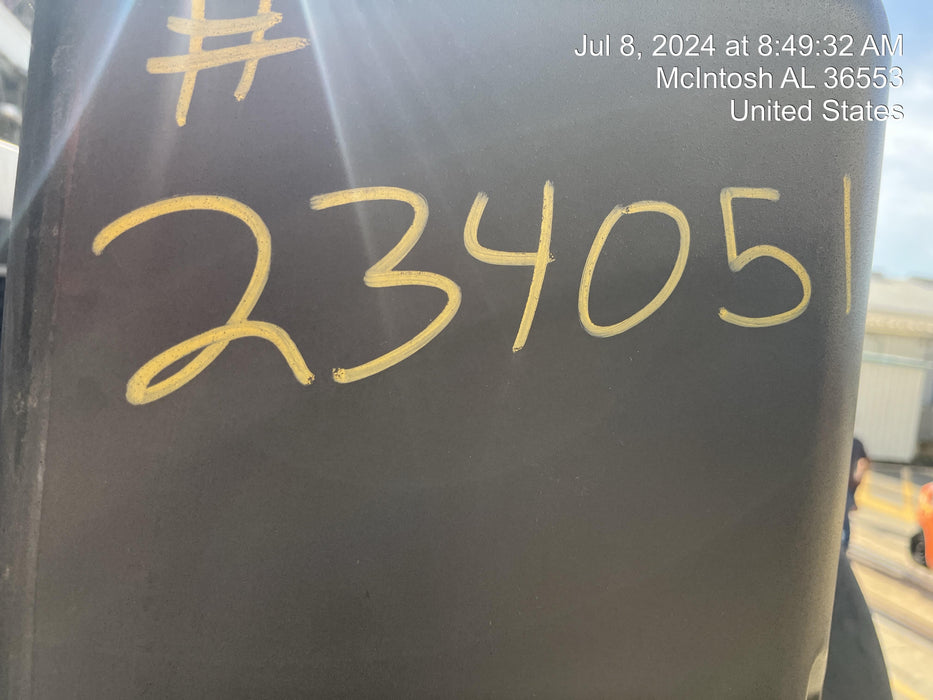 Jul 8, 2024 at 8:49:32 AM
McIntosh AL 36553
United States
#
234051